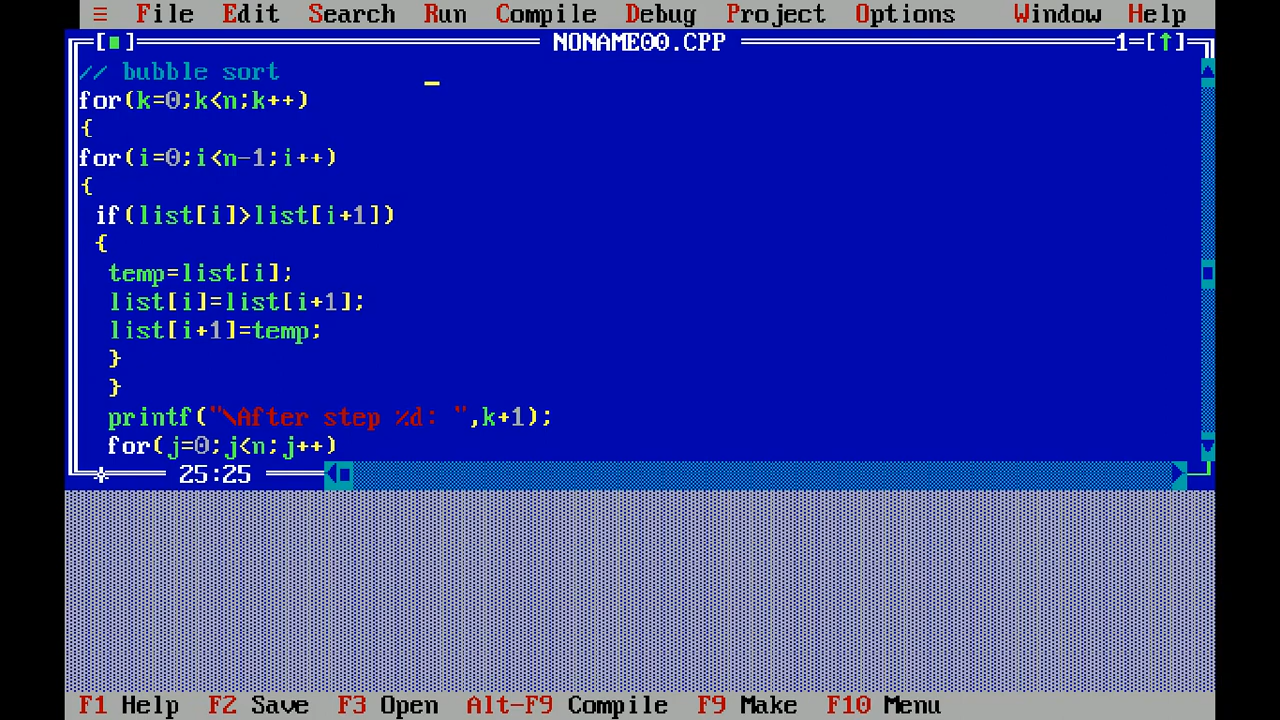 ≡ File Edit Search Run Compile Debug Project Options Window Help
[■] NONAME00.CPP 1=[↑]
// bubble sort
for(k=0;k<n;k++)
{
for(i=0;i<n-1;i++)
{
if(list[i]>list[i+1])
{
temp=list[i];
list[i]=list[i+1];
list[i+1]=temp;
}
}
printf("\After step %d: ",k+1);
for(j=0;j<n;j++)
25:25
F1 Help F2 Save F3 Open Alt-F9 Compile F9 Make F10 Menu